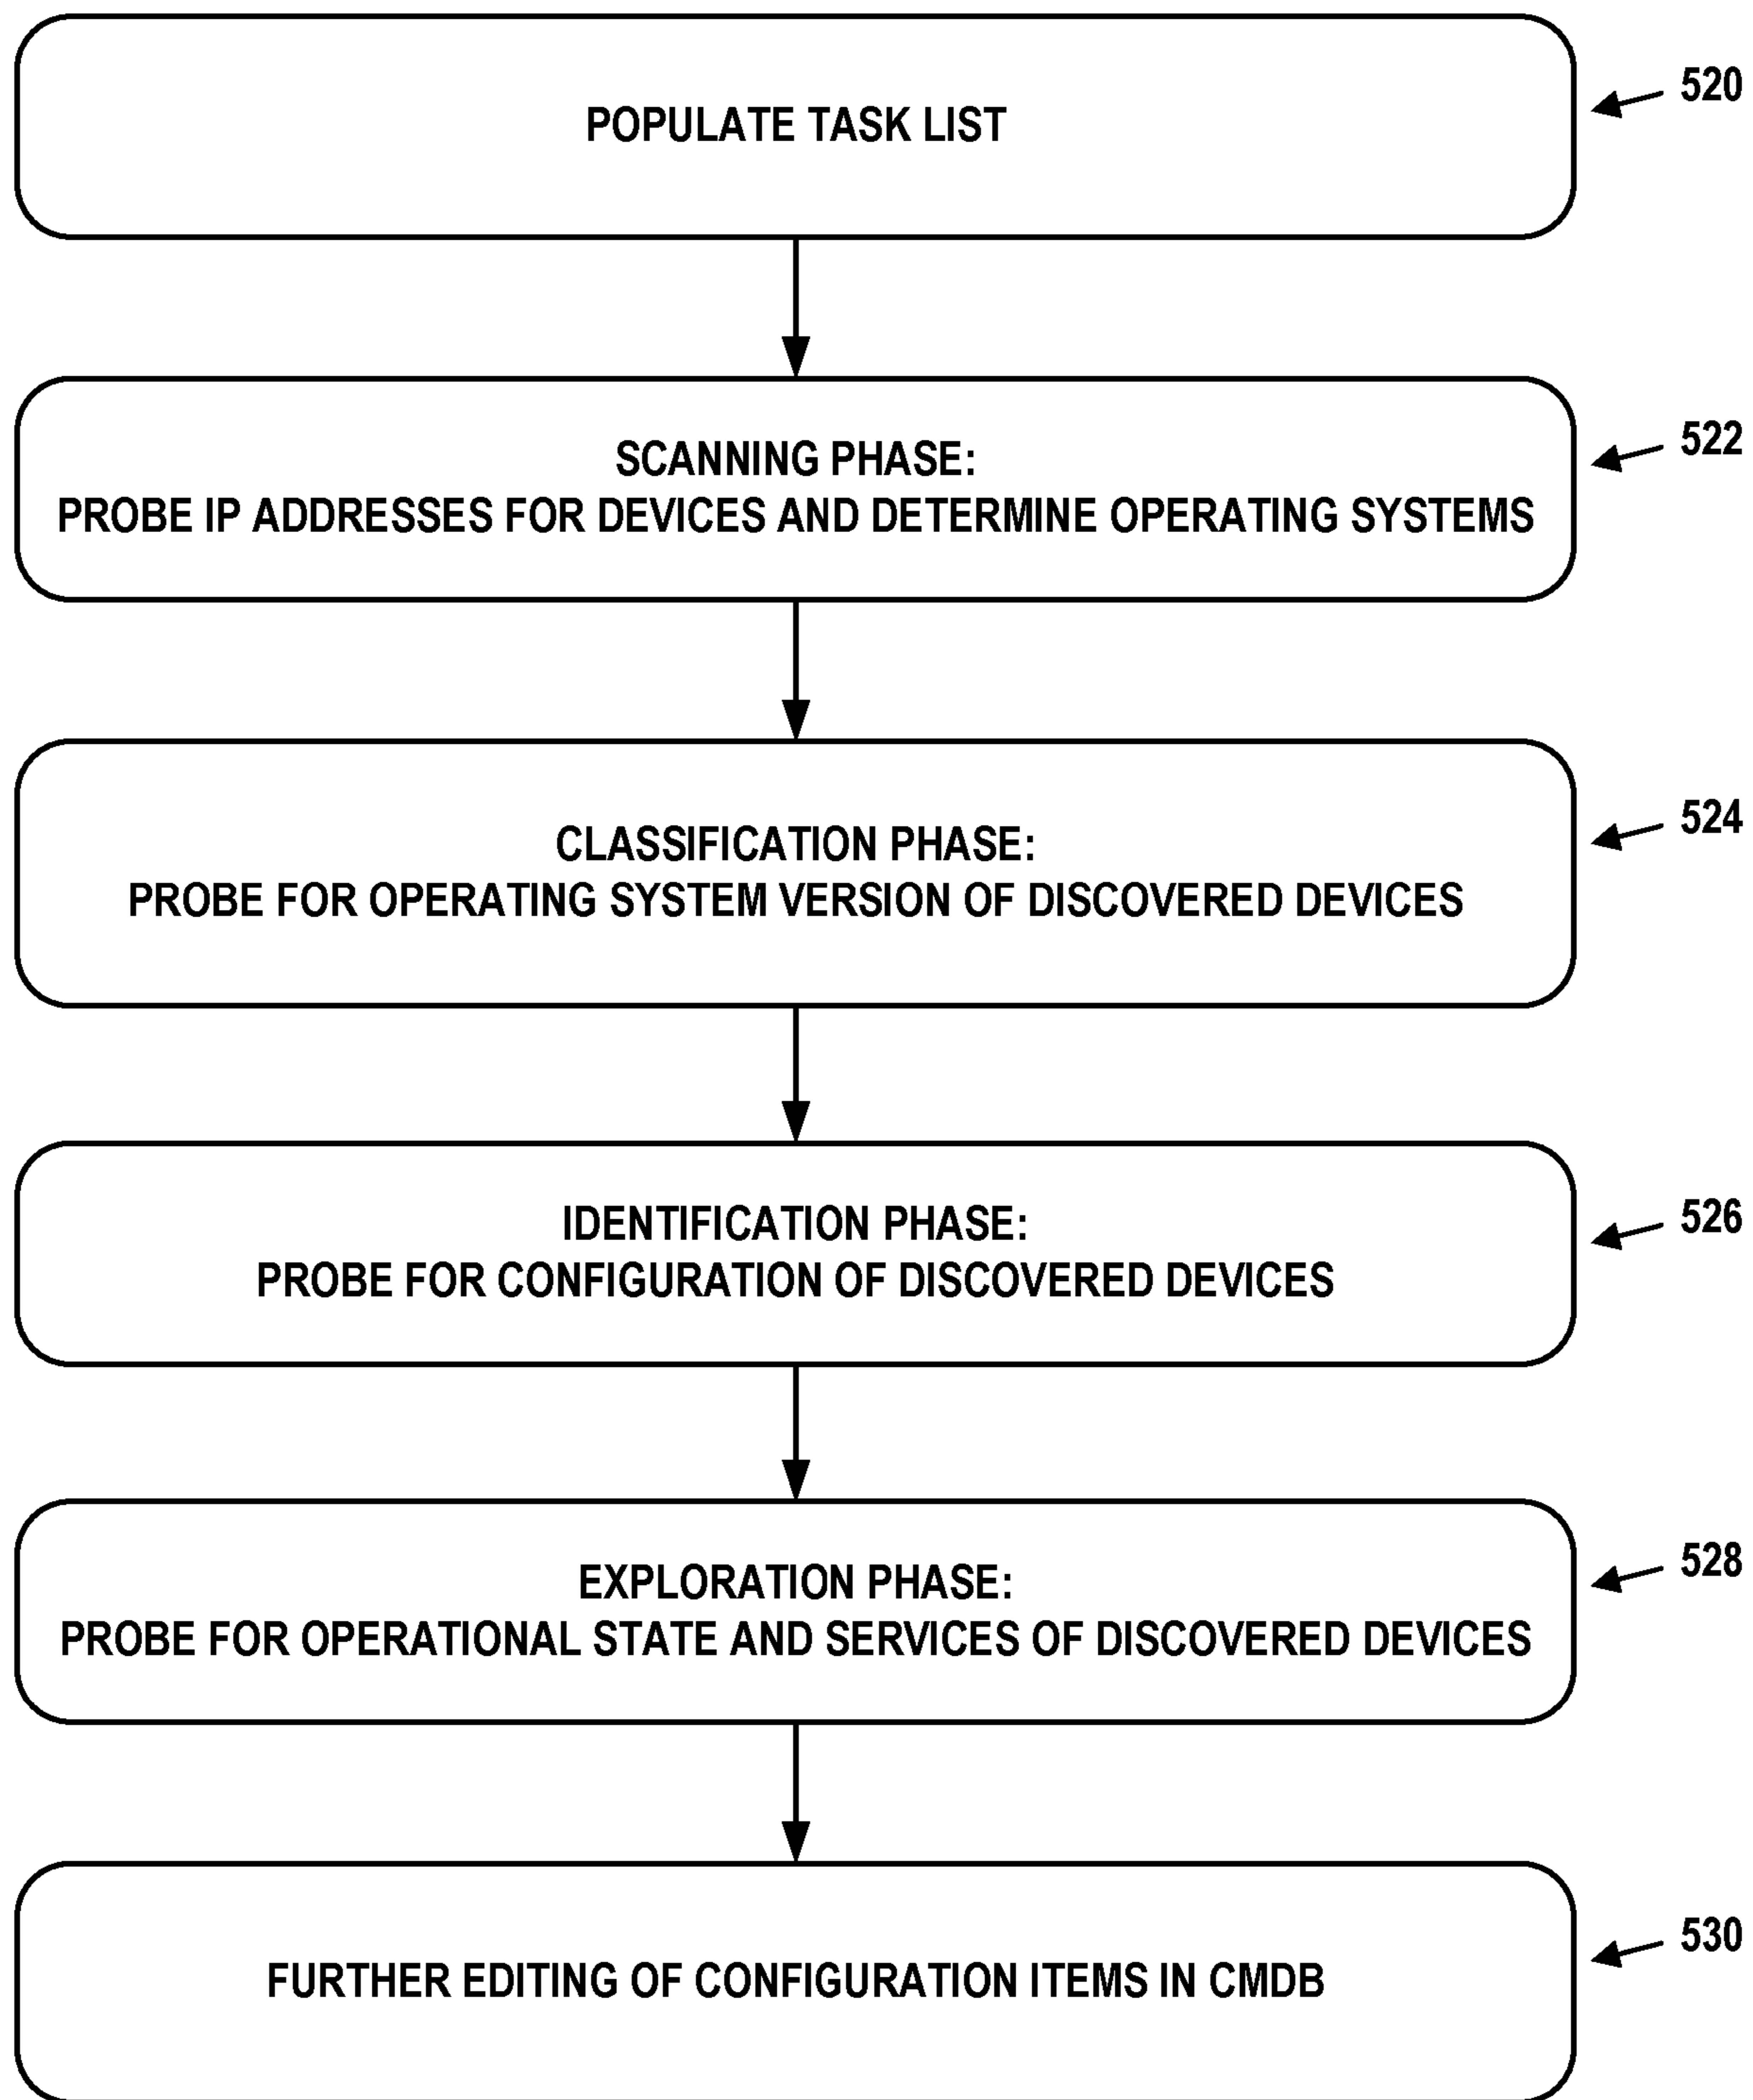 POPULATE TASK LIST
520
SCANNING PHASE:
PROBE IP ADDRESSES FOR DEVICES AND DETERMINE OPERATING SYSTEMS
522
CLASSIFICATION PHASE:
PROBE FOR OPERATING SYSTEM VERSION OF DISCOVERED DEVICES
524
IDENTIFICATION PHASE:
PROBE FOR CONFIGURATION OF DISCOVERED DEVICES
526
EXPLORATION PHASE:
PROBE FOR OPERATIONAL STATE AND SERVICES OF DISCOVERED DEVICES
528
FURTHER EDITING OF CONFIGURATION ITEMS IN CMDB
530